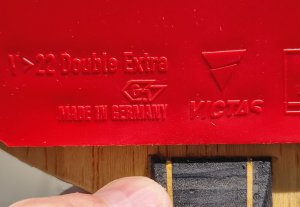 V > 22 Double Extra
MADE IN GERMANY
VICTAS